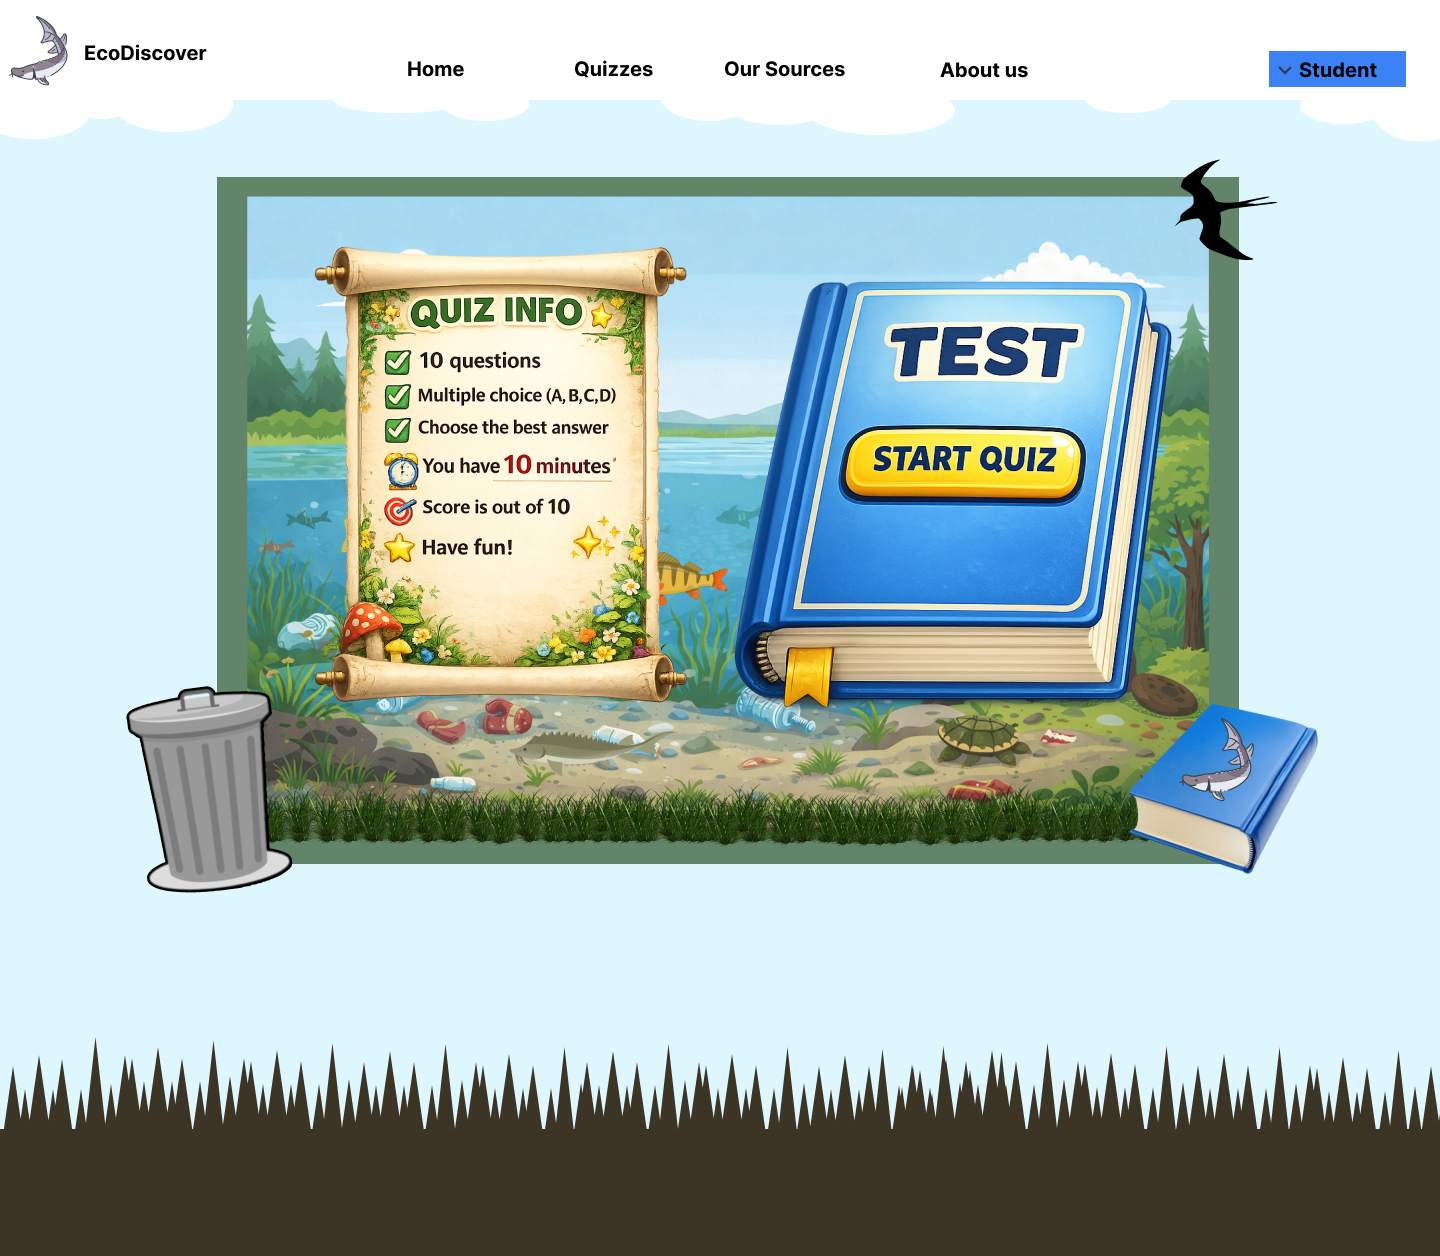 EcoDiscover
Home
Quizzes
Our Sources
About us
Student
QUIZ INFO
10 questions
Multiple choice (A, B, C, D)
Choose the best answer
You have 10 minutes
Score is out of 10
Have fun!
TEST
START QUIZ